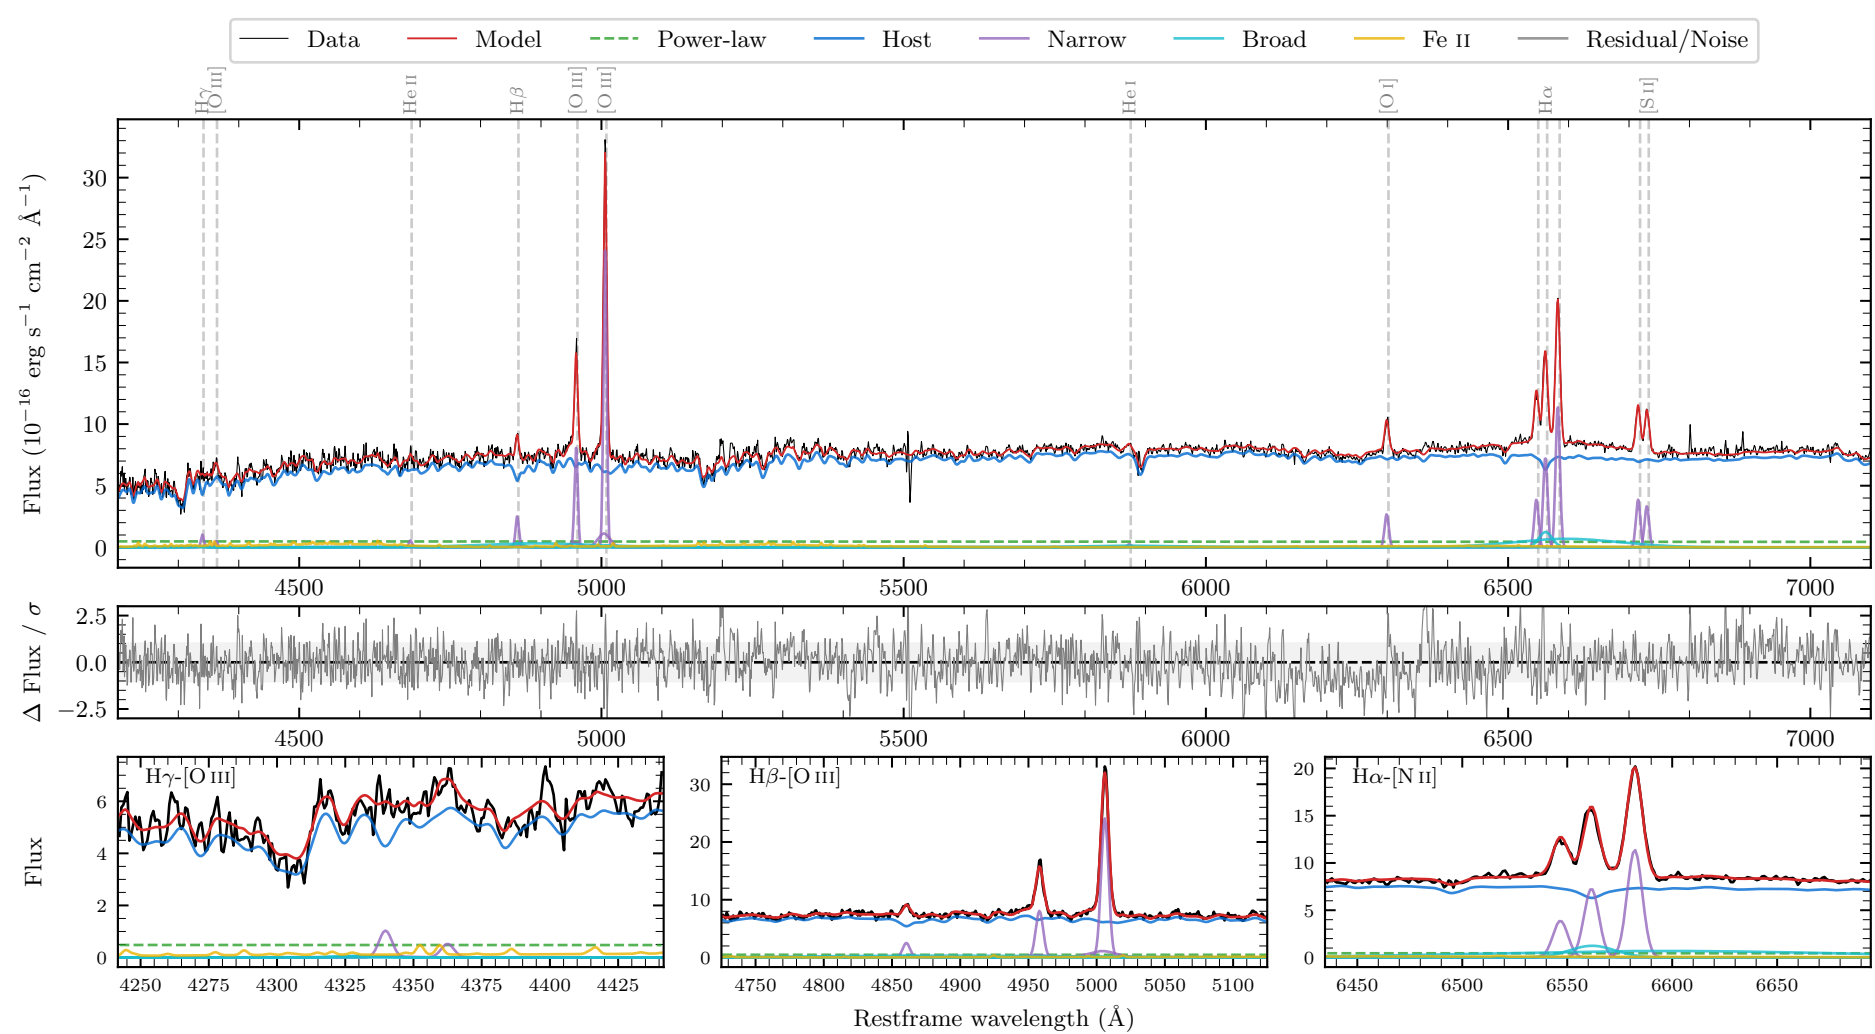 Data Model Power-law Host Narrow Broad Fe II Residual/Noise
Hγ [O III] He II Hβ [O III] [O III] He I [O I] Hα [S II]
Flux (10⁻¹⁶ erg s⁻¹ cm⁻² Å⁻¹)
30
25
20
15
10
5
0
4500 5000 5500 6000 6500 7000
Δ Flux / σ
2.5
0.0
−2.5
4500 5000 5500 6000 6500 7000
Flux
Hγ-[O III]
6
4
2
0
4250 4275 4300 4325 4350 4375 4400 4425
Hβ-[O III]
30
20
10
0
4750 4800 4850 4900 4950 5000 5050 5100
Hα-[N II]
20
15
10
5
0
6450 6500 6550 6600 6650
Restframe wavelength (Å)